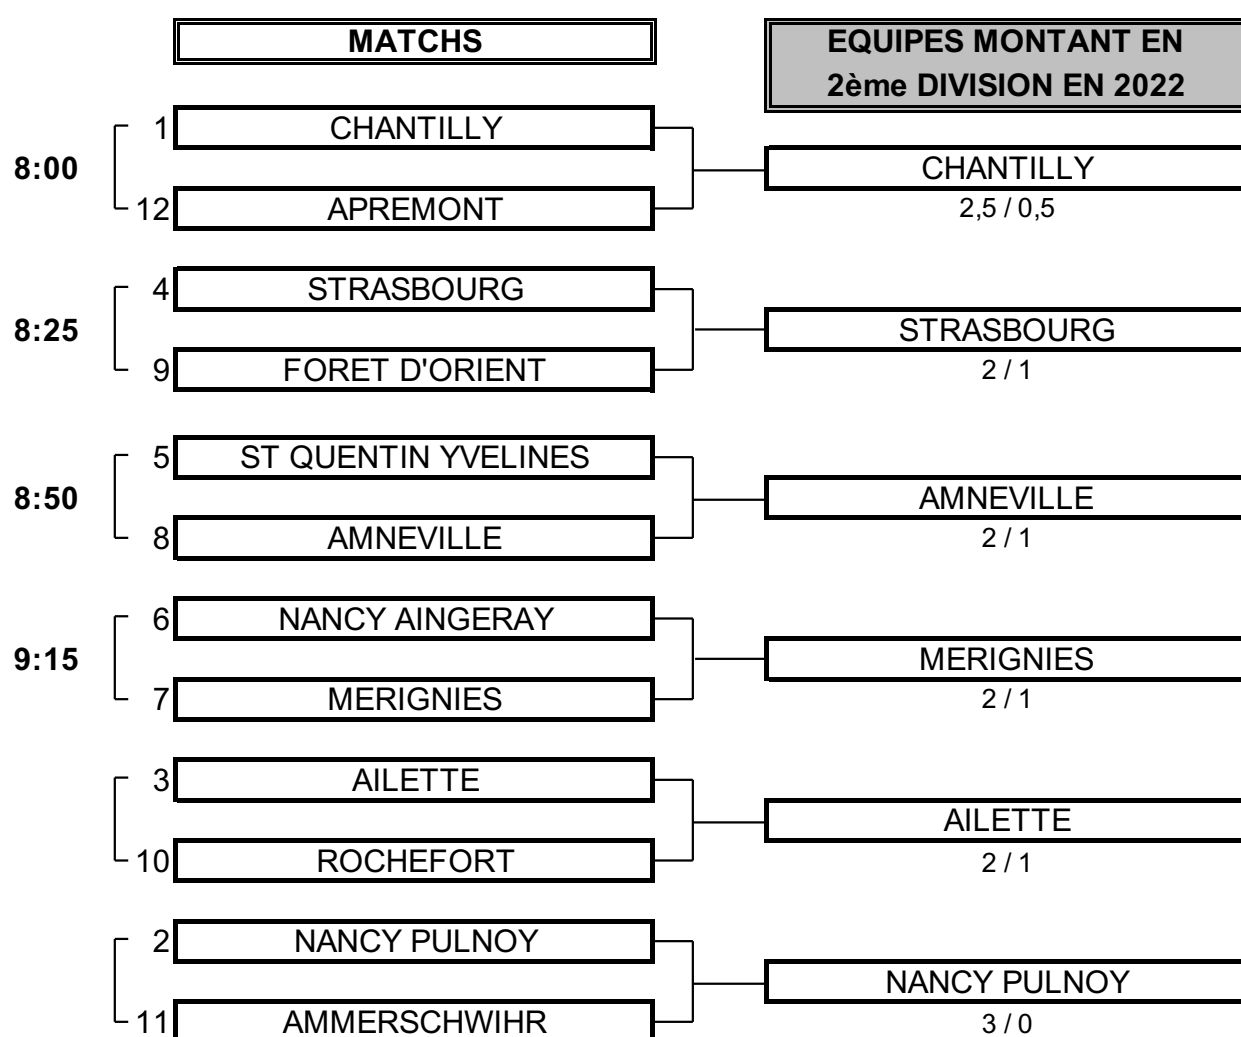 MATCHS
EQUIPES MONTANT EN
2ème DIVISION EN 2022
1 CHANTILLY
8:00
CHANTILLY
12 APREMONT
2,5 / 0,5
4 STRASBOURG
8:25
STRASBOURG
9 FORET D'ORIENT
2 / 1
5 ST QUENTIN YVELINES
8:50
AMNEVILLE
8 AMNEVILLE
2 / 1
6 NANCY AINGERAY
9:15
MERIGNIES
7 MERIGNIES
2 / 1
3 AILETTE
AILETTE
10 ROCHEFORT
2 / 1
2 NANCY PULNOY
NANCY PULNOY
11 AMMERSCHWIHR
3 / 0